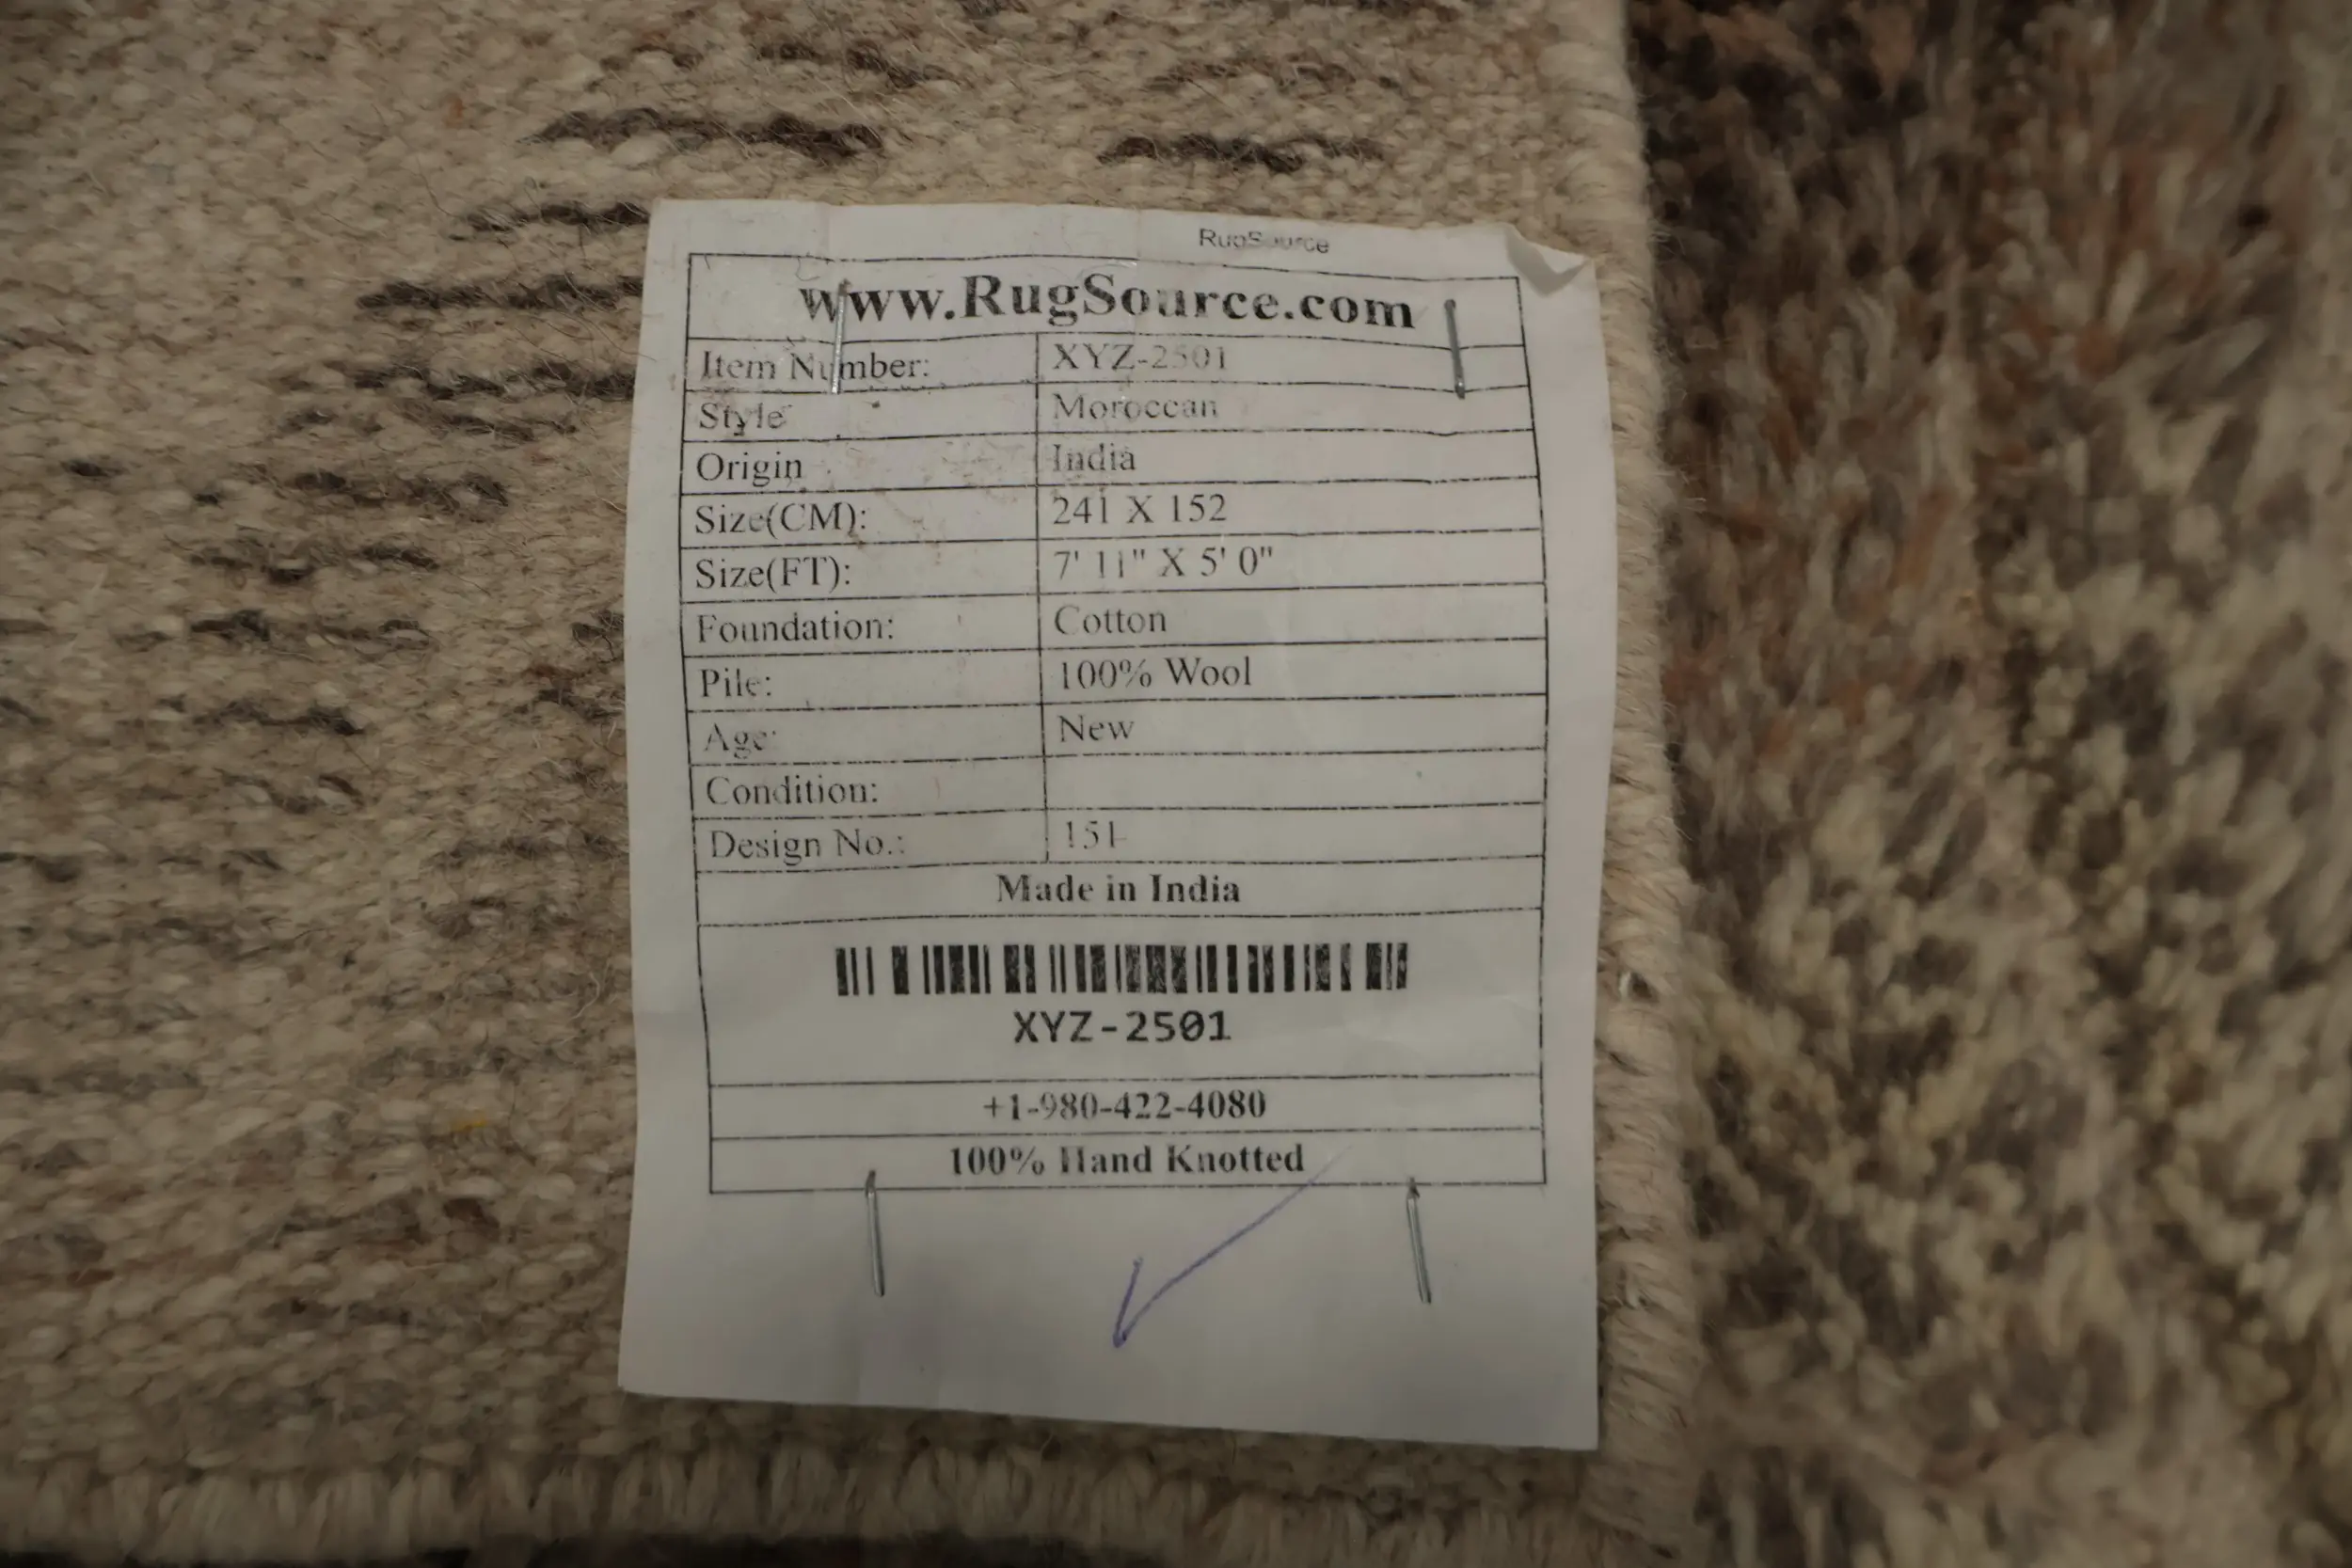 RugSource
www.RugSource.com
Item Number: XYZ-2501
Style Moroccan
Origin India
Size(CM): 241 X 152
Size(FT): 7' 11" X 5' 0"
Foundation: Cotton
Pile: 100% Wool
Age: New
Condition:
Design No.: 151
Made in India
XYZ-2501
+1-980-422-4080
100% Hand Knotted